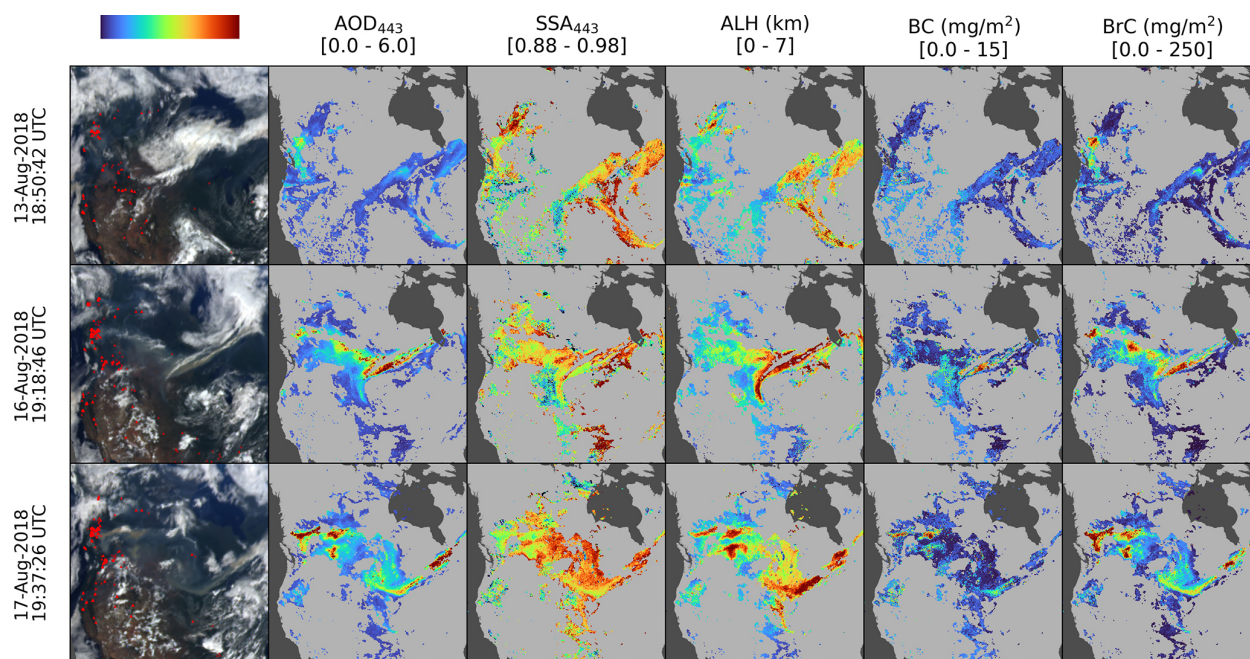 AOD443
[0.0 - 6.0]
SSA443
[0.88 - 0.98]
ALH (km)
[0 - 7]
BC (mg/m²)
[0.0 - 15]
BrC (mg/m²)
[0.0 - 250]
13-Aug-2018
18:50:42 UTC
16-Aug-2018
19:18:46 UTC
17-Aug-2018
19:37:26 UTC